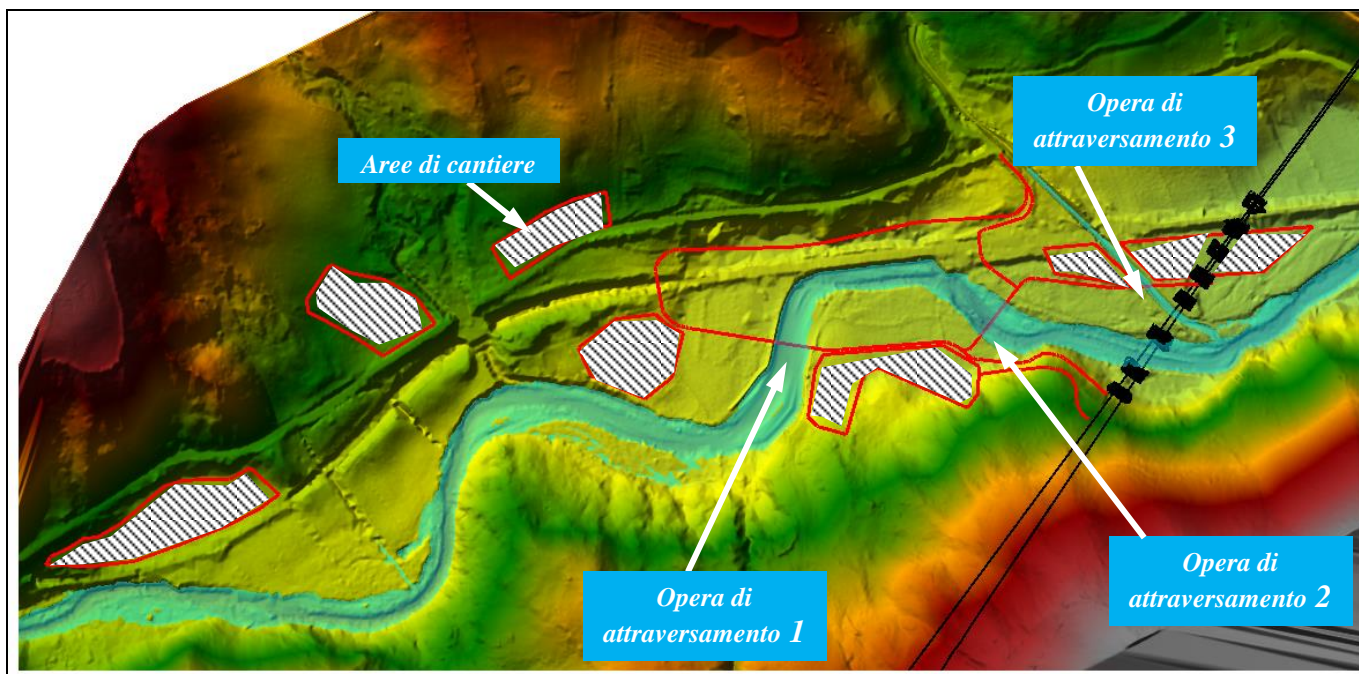 Opera di
attraversamento 3
Aree di cantiere
Opera di
attraversamento 2
Opera di
attraversamento 1